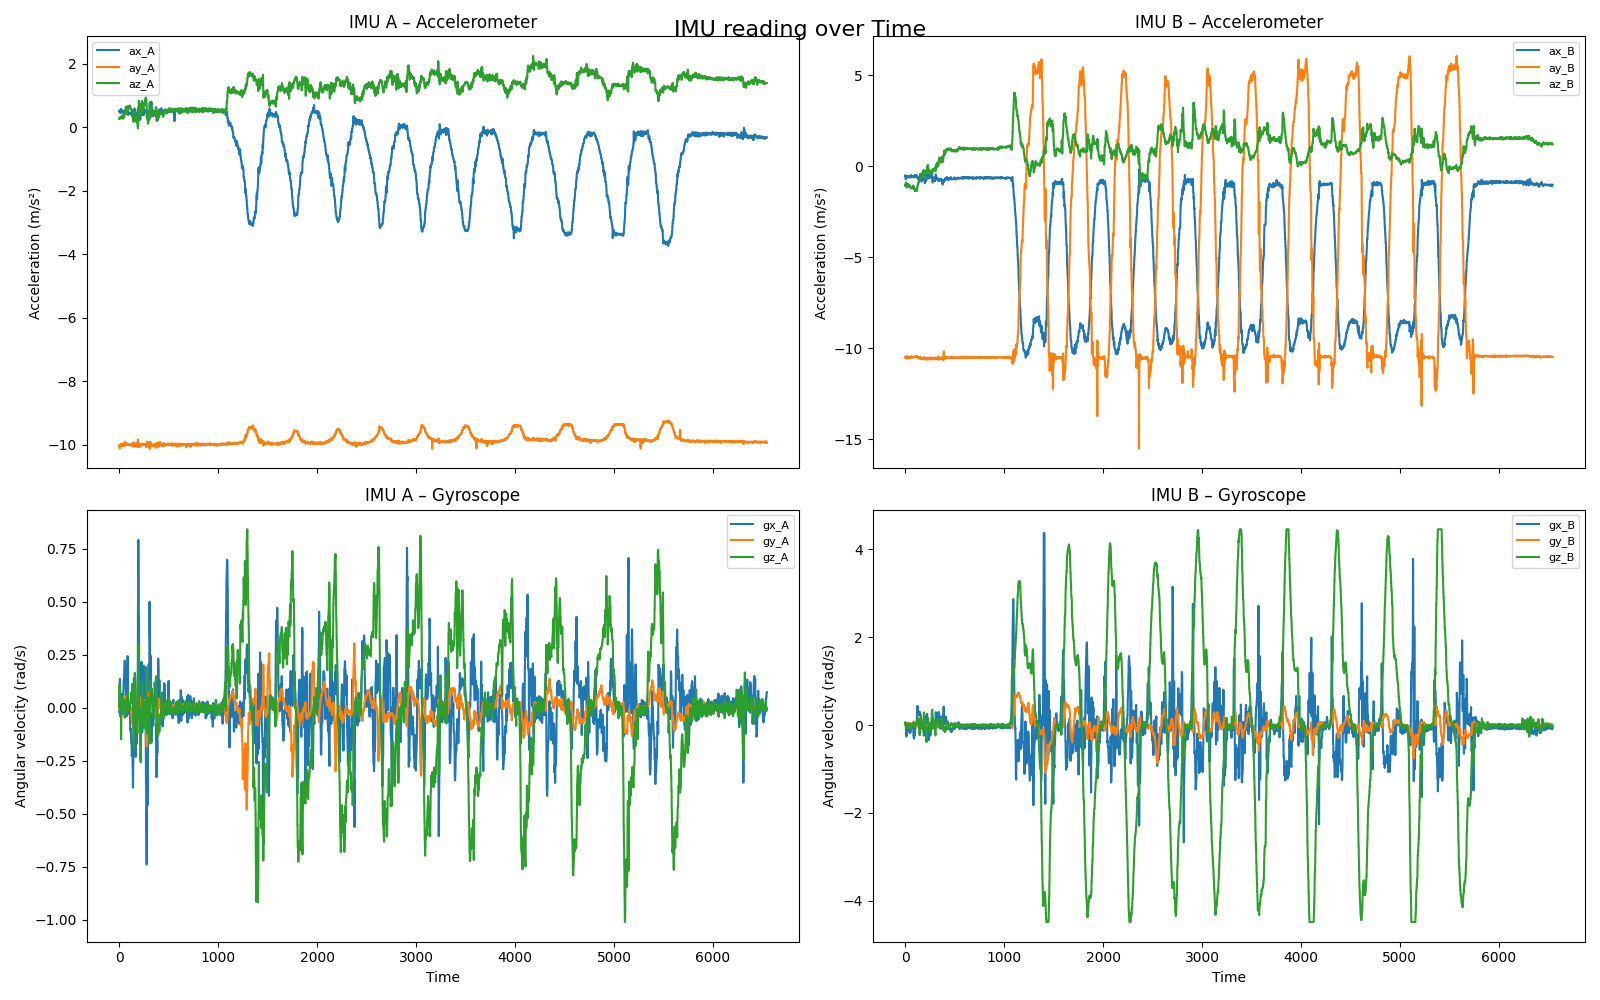 IMU reading over Time
IMU A – Accelerometer
IMU B – Accelerometer
ax_A
ay_A
az_A
ax_B
ay_B
az_B
Acceleration (m/s²)
2
0
−2
−4
−6
−8
−10
Acceleration (m/s²)
5
0
−5
−10
−15
IMU A – Gyroscope
IMU B – Gyroscope
gx_A
gy_A
gz_A
gx_B
gy_B
gz_B
Angular velocity (rad/s)
0.75
0.50
0.25
0.00
−0.25
−0.50
−0.75
−1.00
Angular velocity (rad/s)
4
2
0
−2
−4
0 1000 2000 3000 4000 5000 6000
0 1000 2000 3000 4000 5000 6000
Time
Time